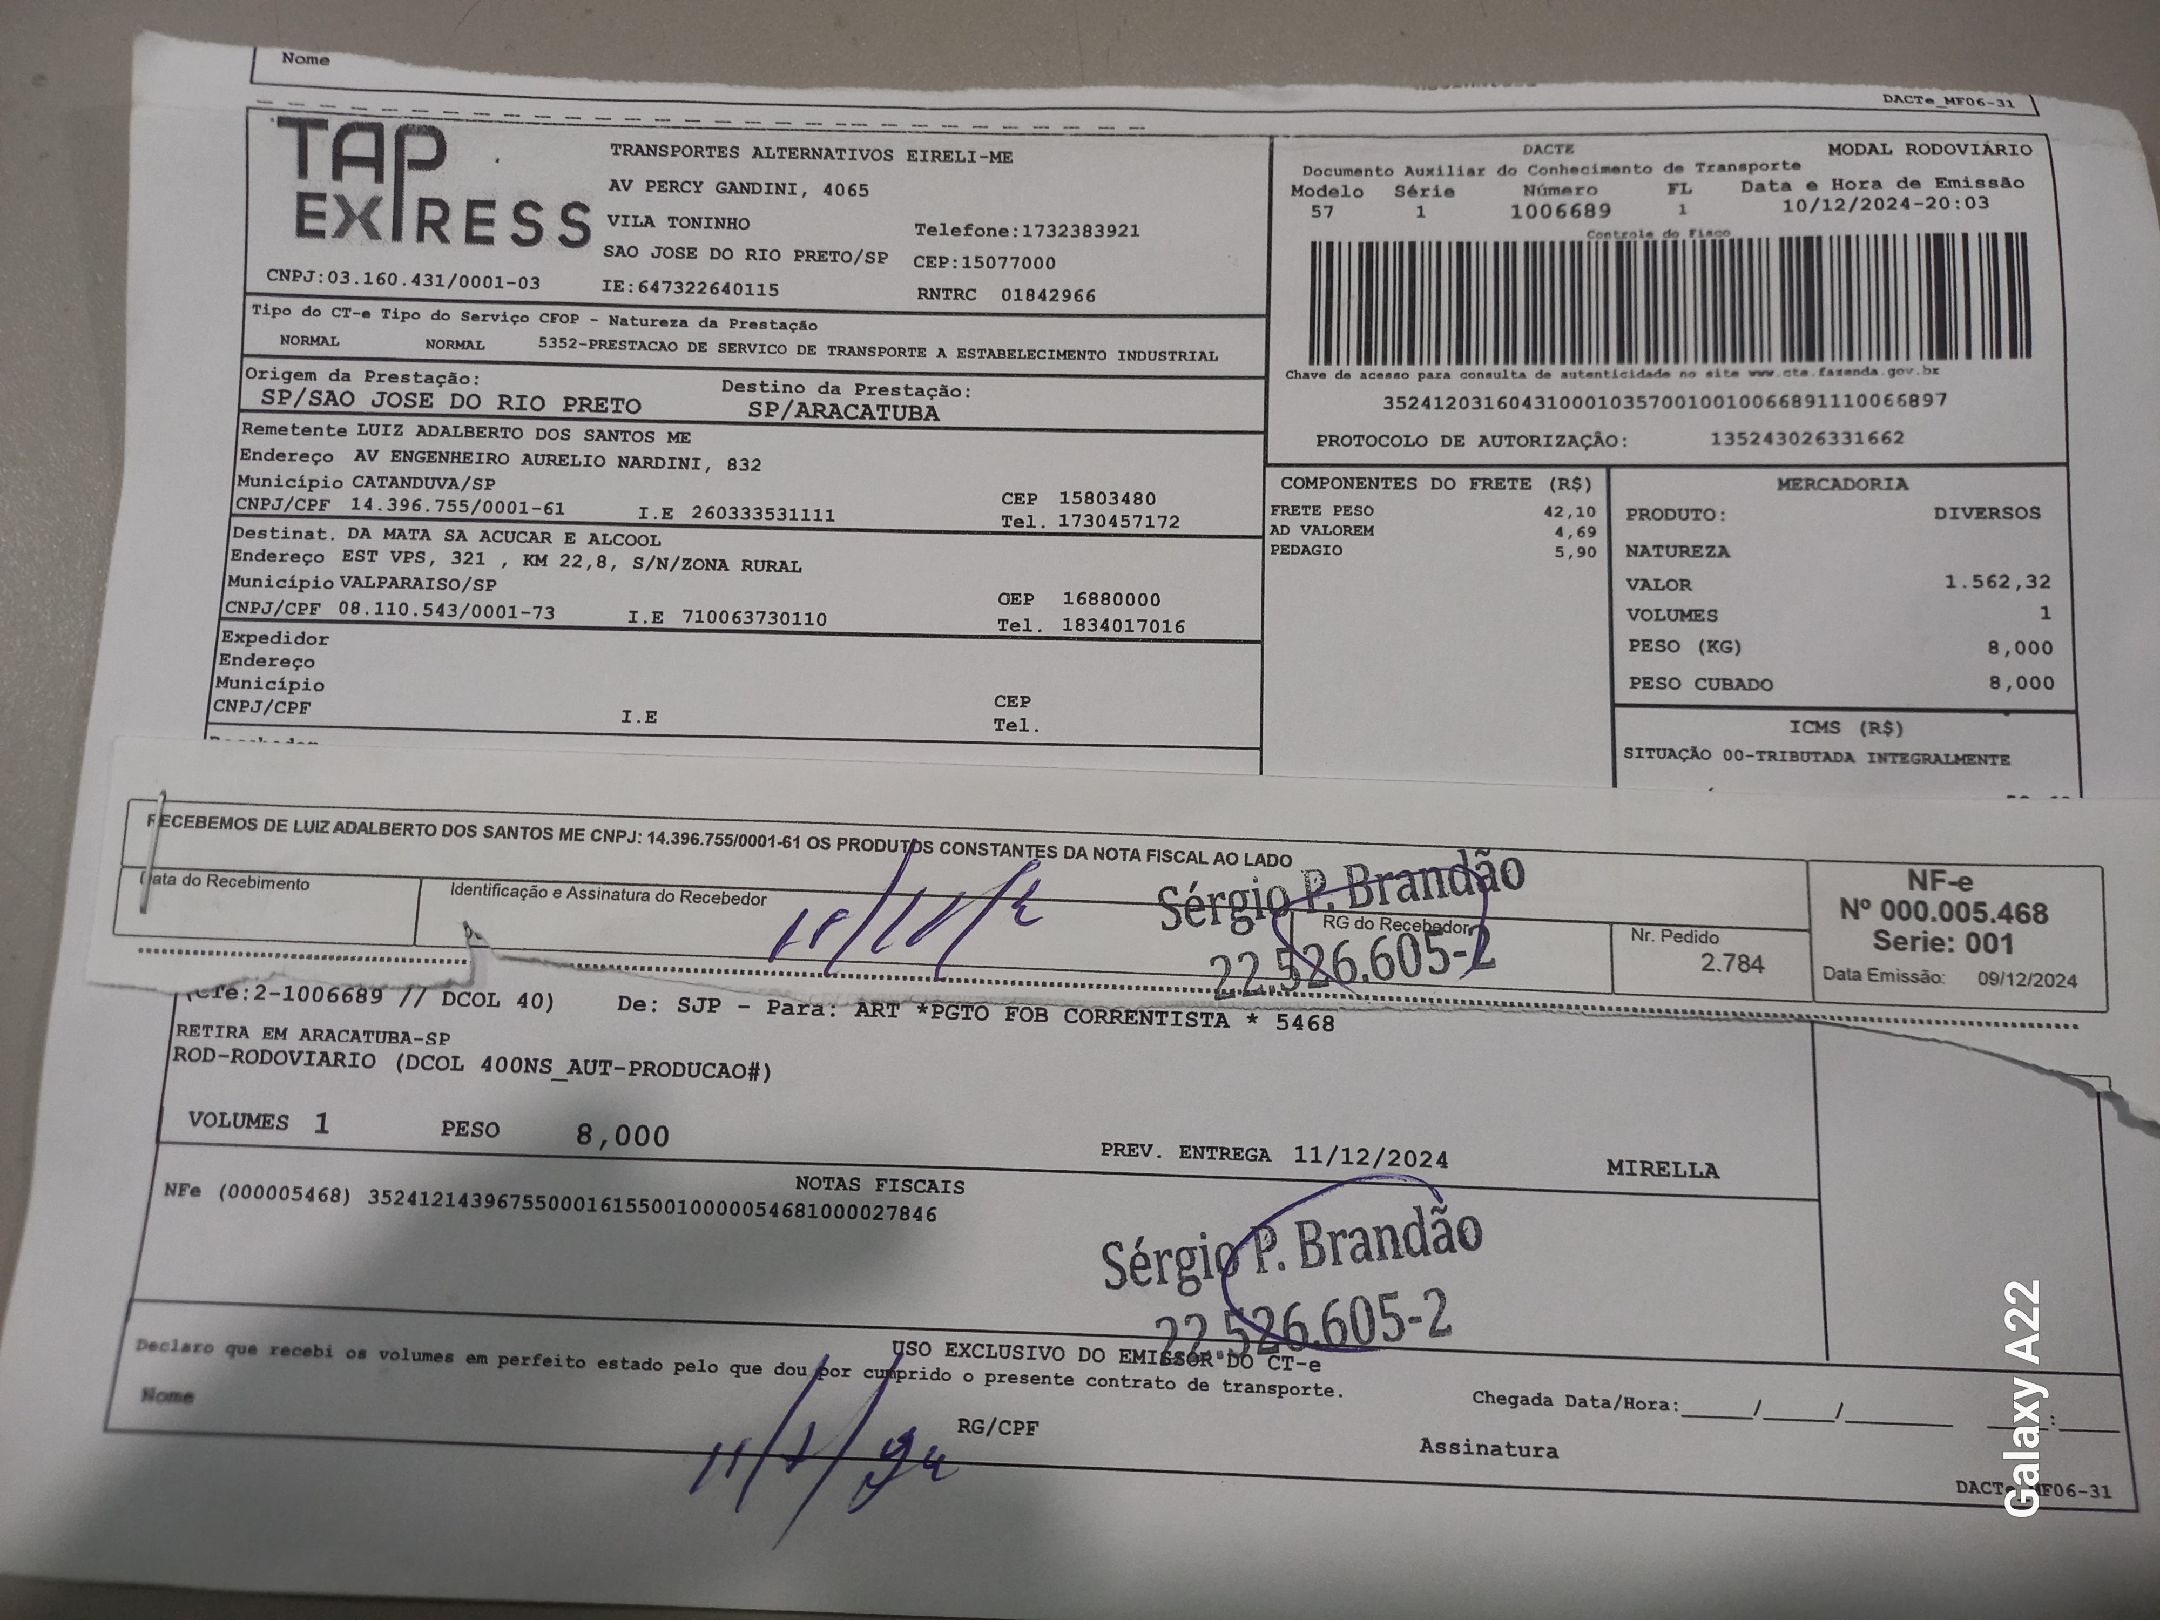 Nome
DACTe_MF06-31
TAP EXPRESS
TRANSPORTES ALTERNATIVOS EIRELI-ME
AV PERCY GANDINI, 4065
VILA TONINHO
Telefone:1732383921
SAO JOSE DO RIO PRETO/SP CEP:15077000
CNPJ:03.160.431/0001-03 IE:647322640115 RNTRC 01842966
DACTE MODAL RODOVIÁRIO
Documento Auxiliar do Conhecimento de Transporte
Modelo Série Número FL Data e Hora de Emissão
57 1 1006689 1 10/12/2024-20:03
Controle do Fisco
Chave de acesso para consulta de autenticidade no site www.cte.fazenda.gov.br
35241203160431000103570010010066891110066897
PROTOCOLO DE AUTORIZAÇÃO: 135243026331662
Tipo do CT-e Tipo do Serviço CFOP - Natureza da Prestação
NORMAL NORMAL 5352-PRESTACAO DE SERVICO DE TRANSPORTE A ESTABELECIMENTO INDUSTRIAL
Origem da Prestação: Destino da Prestação:
SP/SAO JOSE DO RIO PRETO SP/ARACATUBA
Remetente LUIZ ADALBERTO DOS SANTOS ME
Endereço AV ENGENHEIRO AURELIO NARDINI, 832
Município CATANDUVA/SP CEP 15803480
CNPJ/CPF 14.396.755/0001-61 I.E 260333531111 Tel. 1730457172
Destinat. DA MATA SA ACUCAR E ALCOOL
Endereço EST VPS, 321 , KM 22,8, S/N/ZONA RURAL
Município VALPARAISO/SP CEP 16880000
CNPJ/CPF 08.110.543/0001-73 I.E 710063730110 Tel. 1834017016
Expedidor
Endereço
Município CEP
CNPJ/CPF I.E Tel.
COMPONENTES DO FRETE (R$)
FRETE PESO 42,10
AD VALOREM 4,69
PEDAGIO 5,90
MERCADORIA
PRODUTO: DIVERSOS
NATUREZA
VALOR 1.562,32
VOLUMES 1
PESO (KG) 8,000
PESO CUBADO 8,000
ICMS (R$)
SITUAÇÃO 00-TRIBUTADA INTEGRALMENTE
RECEBEMOS DE LUIZ ADALBERTO DOS SANTOS ME CNPJ: 14.396.755/0001-61 OS PRODUTOS CONSTANTES DA NOTA FISCAL AO LADO
Data do Recebimento Identificação e Assinatura do Recebedor RG do Recebedor
Sérgio P. Brandão
22.526.605-2
Nr. Pedido
2.784
NF-e
Nº 000.005.468
Serie: 001
Data Emissão: 09/12/2024
(Cte:2-1006689 // DCOL 40) De: SJP - Para: ART *PGTO FOB CORRENTISTA * 5468
RETIRA EM ARACATUBA-SP
ROD-RODOVIARIO (DCOL 400NS_AUT-PRODUCAO#)
VOLUMES 1 PESO 8,000 PREV. ENTREGA 11/12/2024 MIRELLA
NOTAS FISCAIS
NFe (000005468) 35241214396755000161550010000054681000027846
Sérgio P. Brandão
22.526.605-2
USO EXCLUSIVO DO EMISSOR DO CT-e
Declaro que recebi os volumes em perfeito estado pelo que dou por cumprido o presente contrato de transporte.
Nome RG/CPF Chegada Data/Hora:_____/_____/________ ____:____
Assinatura
DACTe_MF06-31
Galaxy A22